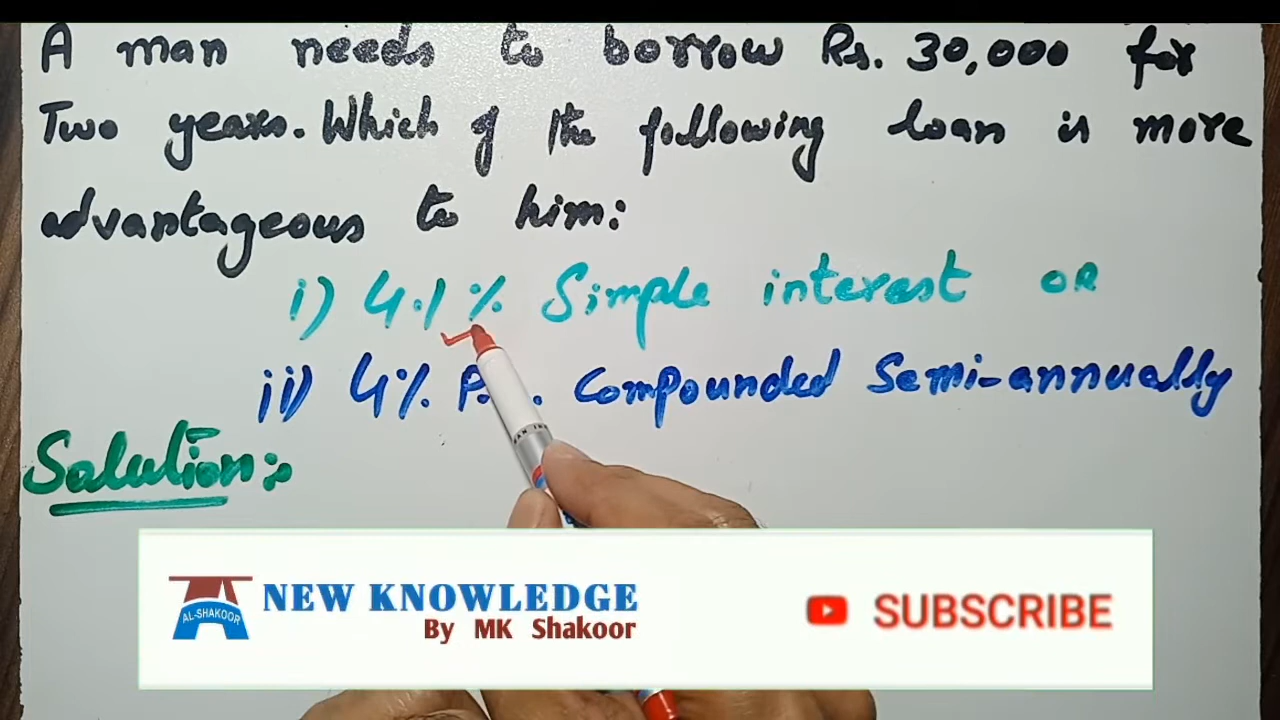 A man needs to borrow Rs. 30,000 for
Two years. Which of the following loan is more
advantageous to him:
i) 4.1% Simple interest OR
ii) 4% Compounded Semi-annually
Solution:-
AL-SHAKOOR
NEW KNOWLEDGE
By MK Shakoor
SUBSCRIBE